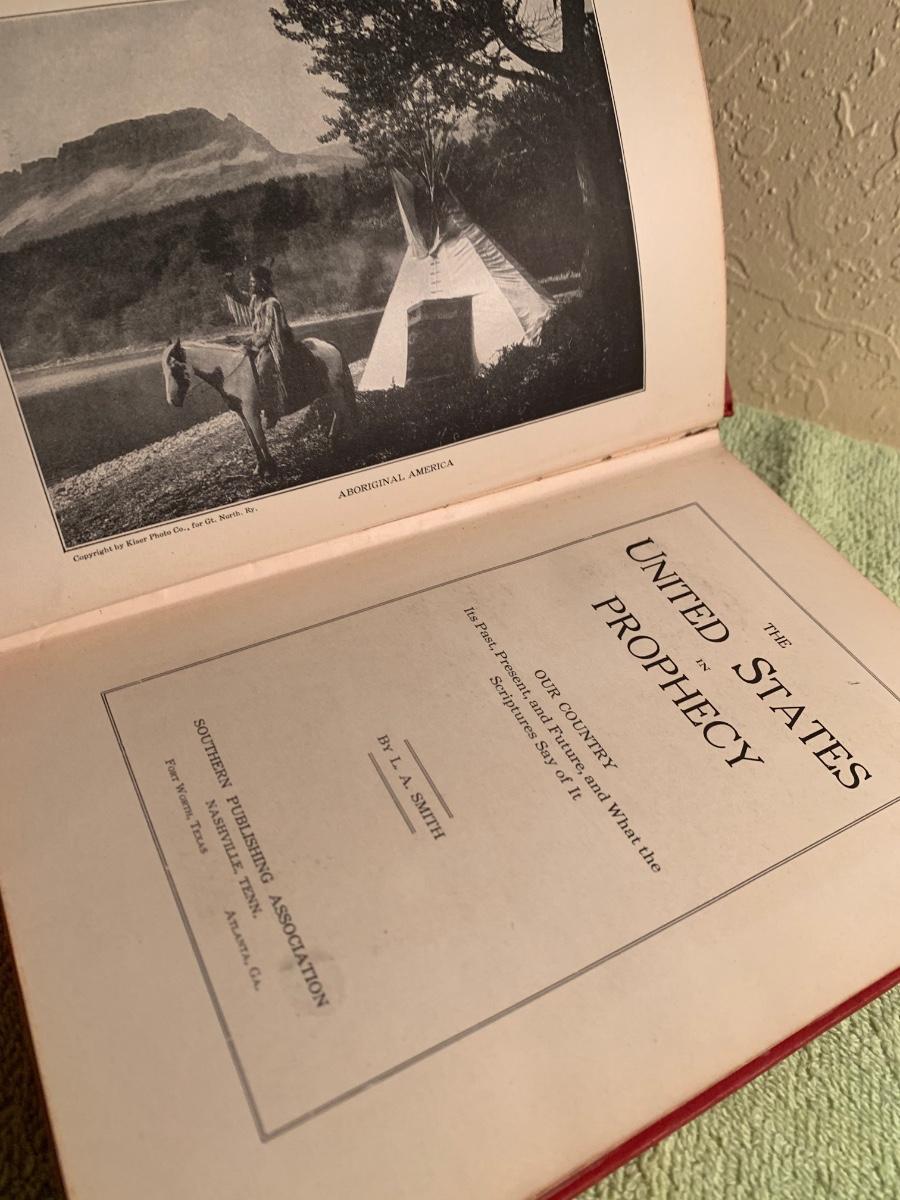 ABORIGINAL AMERICA
Copyright by Kiser Photo Co., for Gt. North. Ry.
THE
UNITED STATES
IN
PROPHECY
OUR COUNTRY
Its Past, Present, and Future, and What the
Scriptures Say of It
By L. A. SMITH
SOUTHERN PUBLISHING ASSOCIATION
NASHVILLE, TENN.
FORT WORTH, TEXAS ATLANTA, GA.